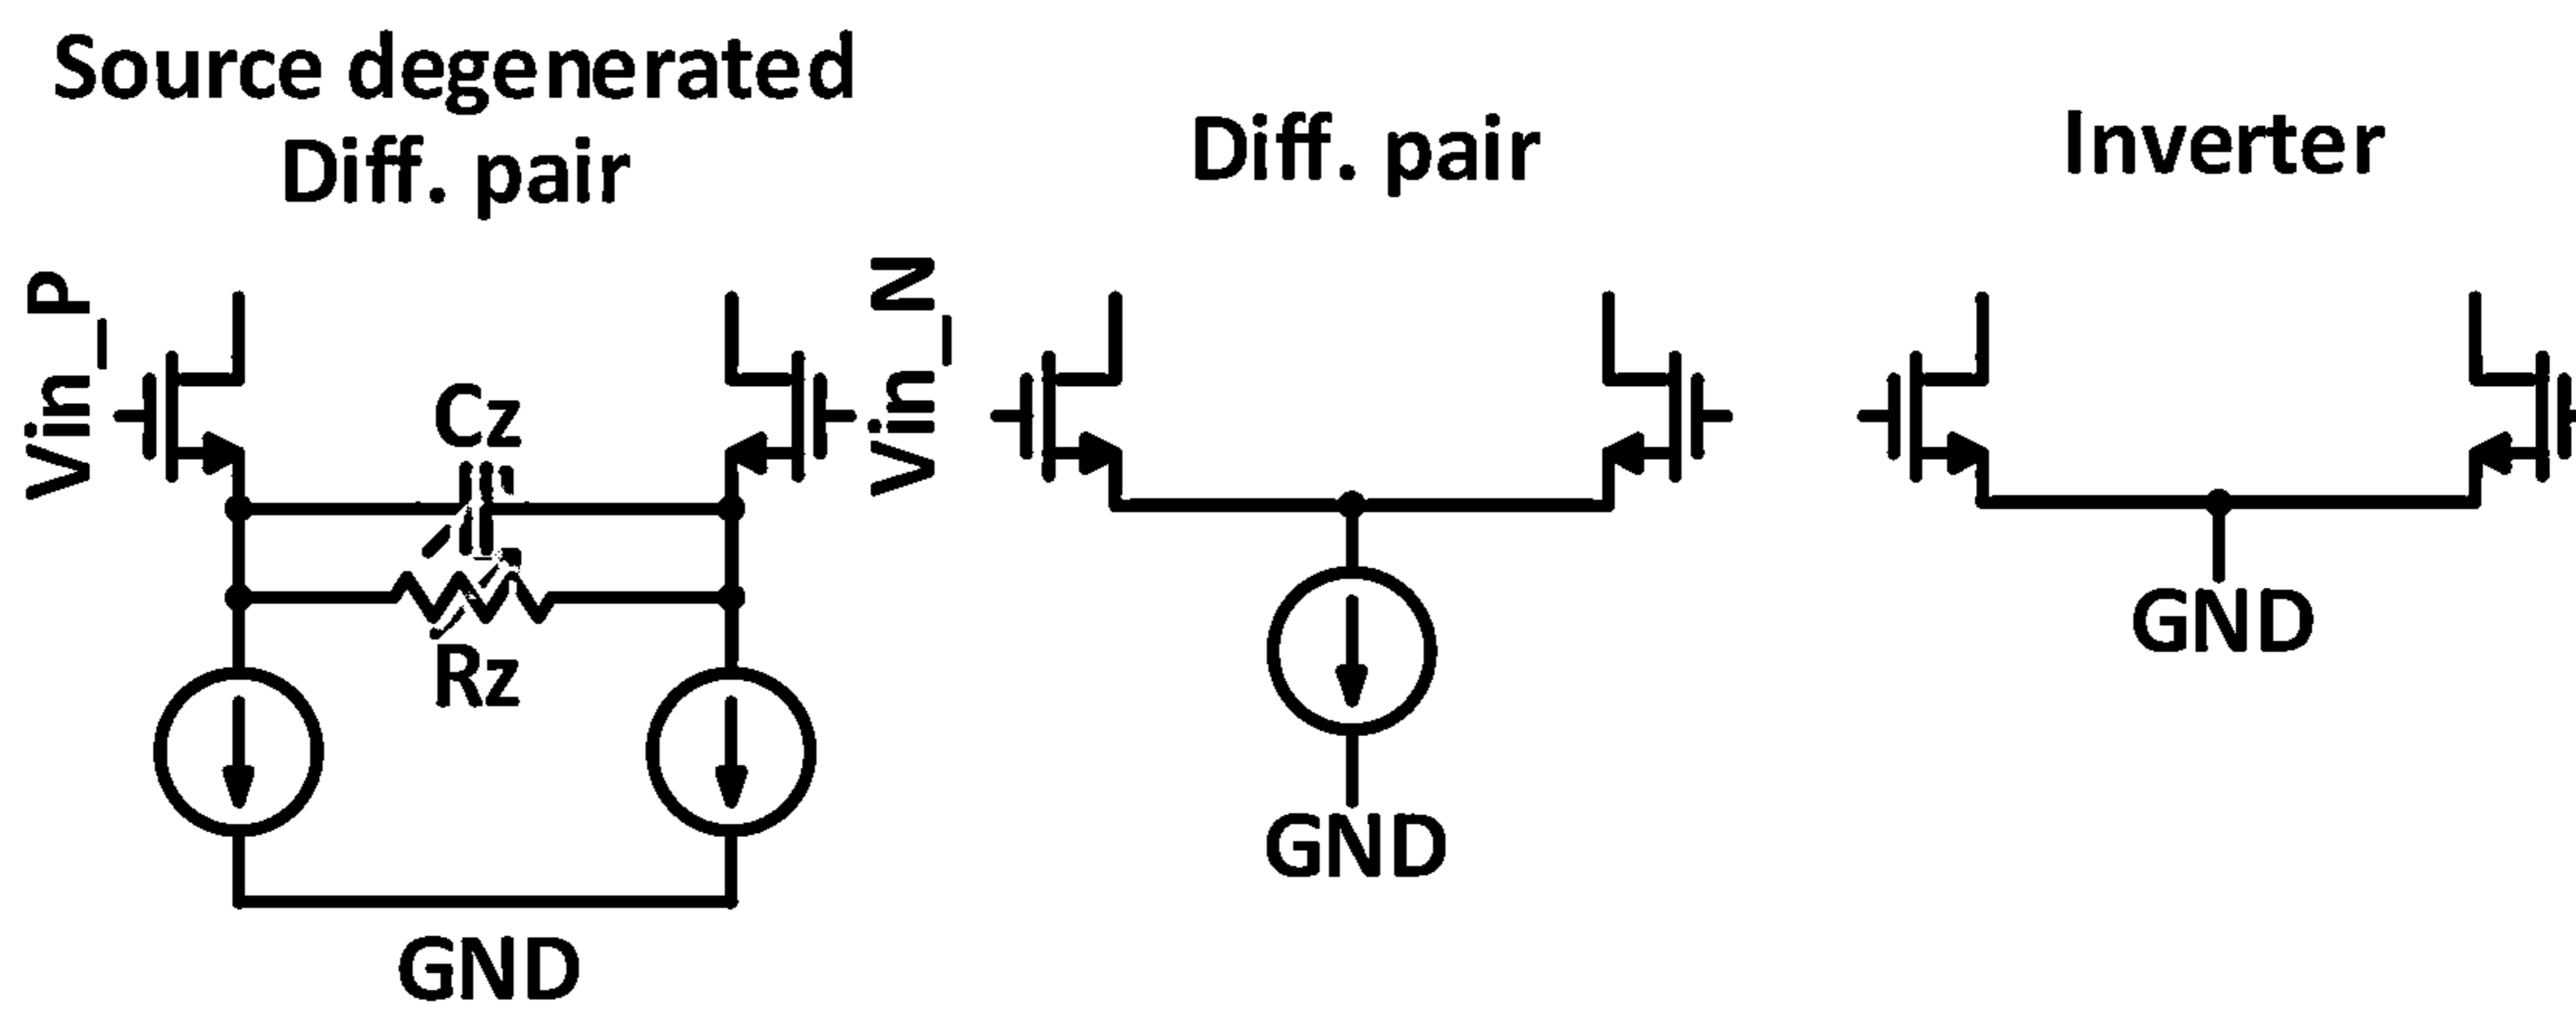 Source degenerated
Diff. pair
Vin_P
Cz
Rz
Vin_N
GND
Diff. pair
GND
Inverter
GND